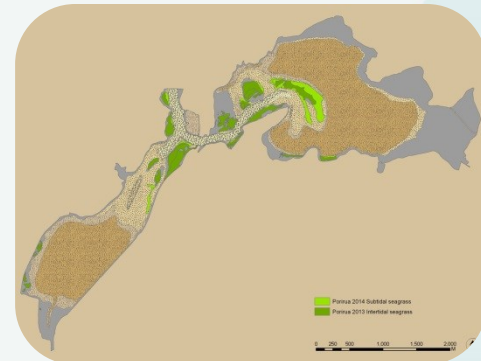 Porirua 2014 Subtidal seagrass
Porirua 2013 Intertidal seagrass
0 250 500 1,000 1,500 2,000